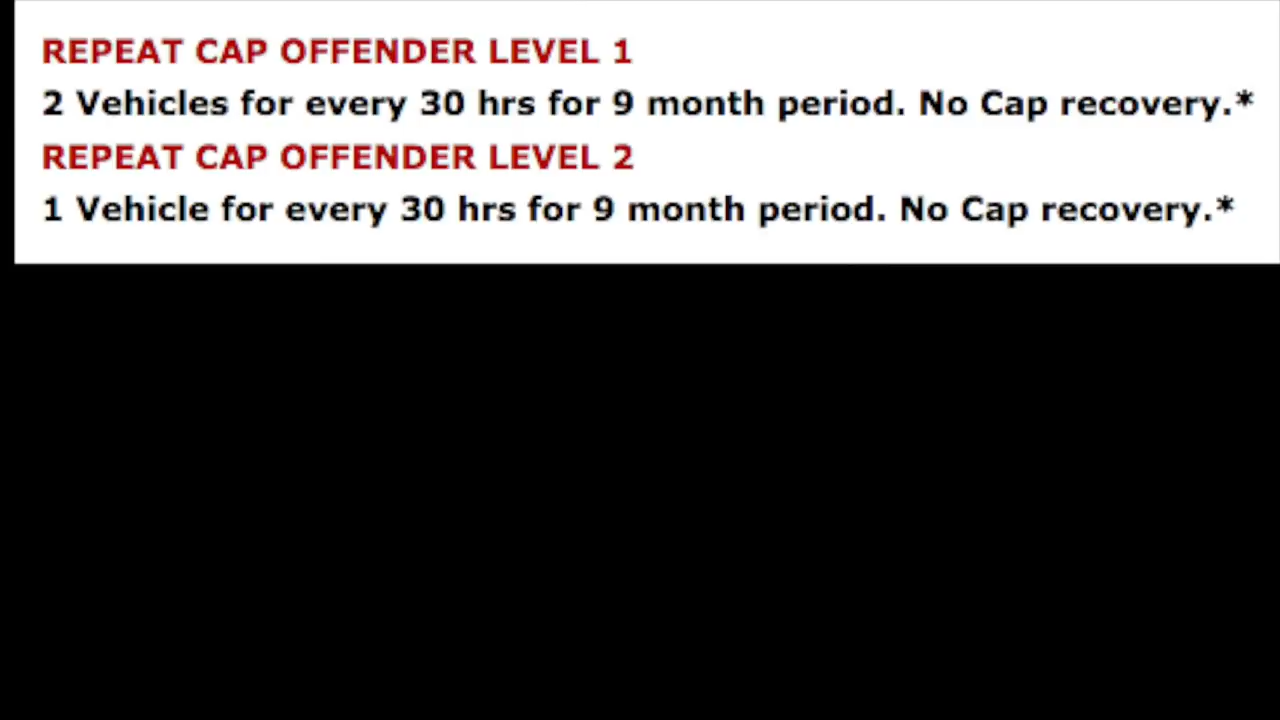 REPEAT CAP OFFENDER LEVEL 1
2 Vehicles for every 30 hrs for 9 month period. No Cap recovery.*
REPEAT CAP OFFENDER LEVEL 2
1 Vehicle for every 30 hrs for 9 month period. No Cap recovery.*